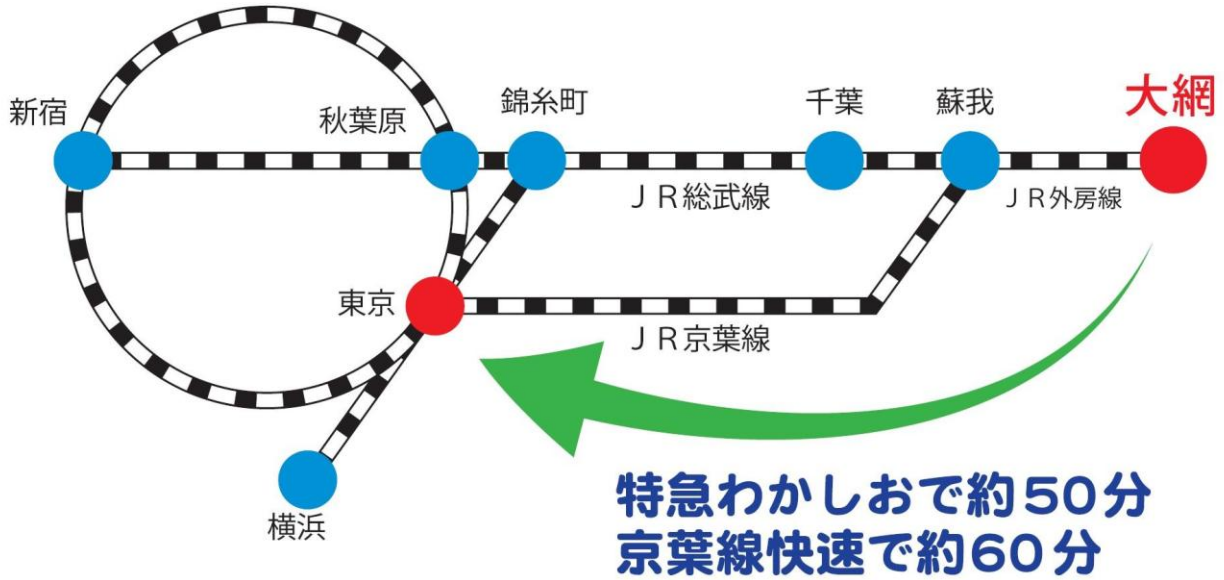 新宿
秋葉原
錦糸町
千葉
蘇我
大網
ＪＲ総武線
ＪＲ外房線
東京
ＪＲ京葉線
横浜
特急わかしおで約50分
京葉線快速で約60分